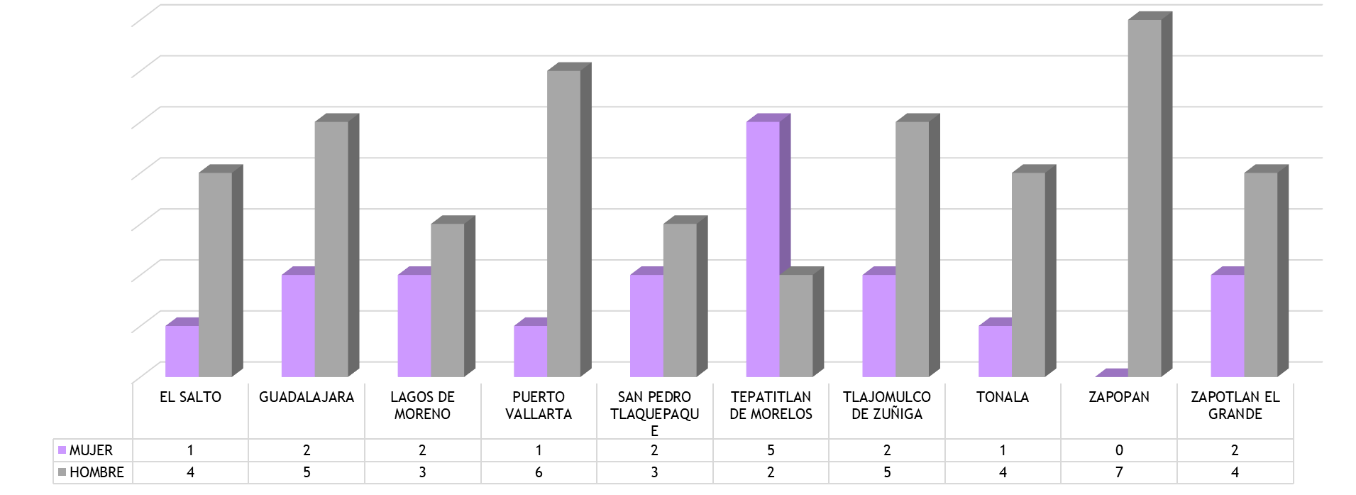 EL SALTO GUADALAJARA LAGOS DE PUERTO SAN PEDRO TEPATITLAN TLAJOMULCO TONALA ZAPOPAN ZAPOTLAN EL
MORENO VALLARTA TLAQUEPAQU DE MORELOS DE ZUÑIGA GRANDE
E
MUJER 1 2 2 1 2 5 2 1 0 2
HOMBRE 4 5 3 6 3 2 5 4 7 4